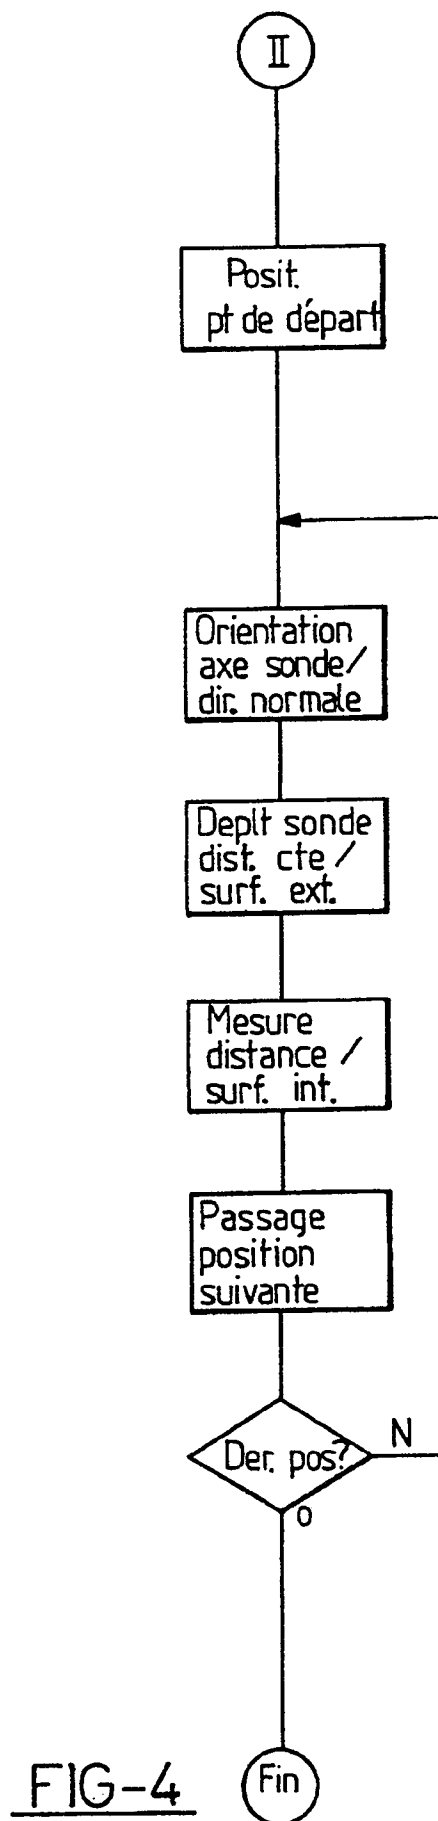 II
Posit.
pt de départ
Orientation
axe sonde/
dir. normale
Deplt sonde
dist. cte /
surf. ext.
Mesure
distance /
surf. int.
Passage
position
suivante
Der. pos?
N
o
Fin
FIG-4